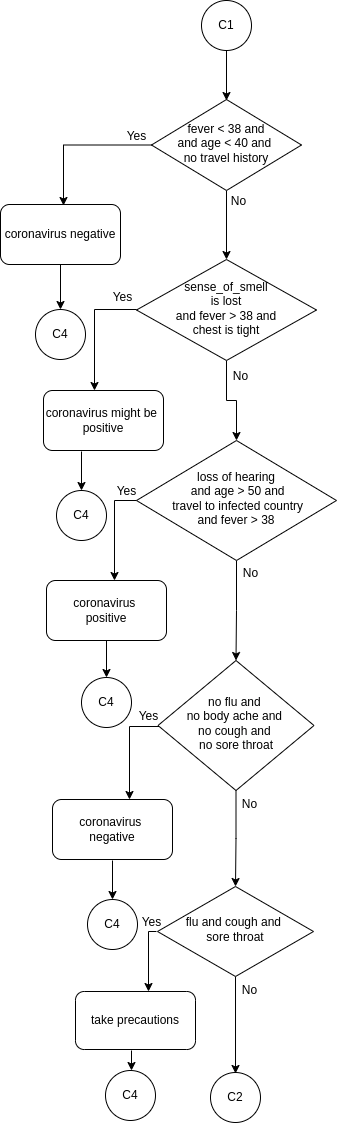 C1
fever < 38 and
and age < 40 and
no travel history
Yes
No
coronavirus negative
C4
sense_of_smell
is lost
and fever > 38 and
chest is tight
Yes
No
coronavirus might be
positive
C4
loss of hearing
and age > 50 and
travel to infected country
and fever > 38
Yes
No
coronavirus
positive
C4
no flu and
no body ache and
no cough and
no sore throat
Yes
No
coronavirus
negative
C4
flu and cough and
sore throat
Yes
No
take precautions
C4
C2